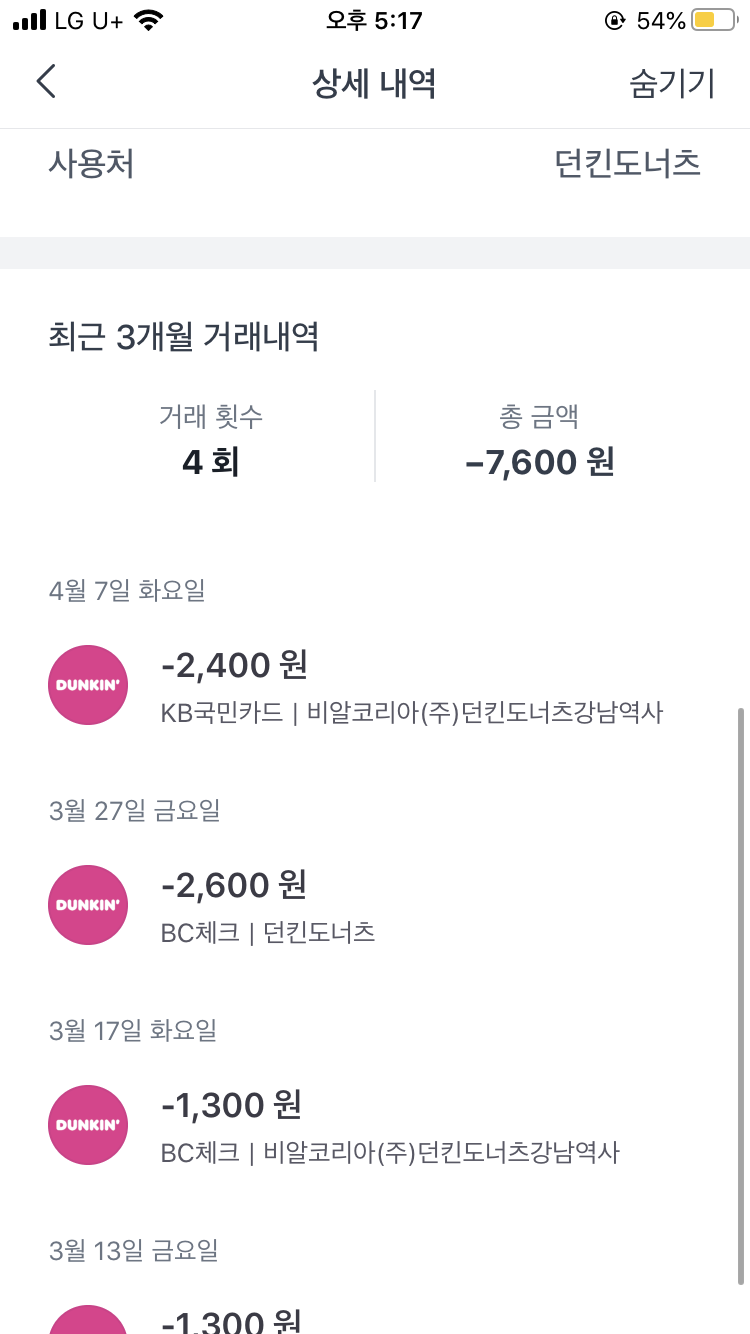 LG U+ 오후 5:17 54%
상세 내역 숨기기
사용처 던킨도너츠
최근 3개월 거래내역
거래 횟수 총 금액
4 회 -7,600 원
4월 7일 화요일
-2,400 원
DUNKIN'
KB국민카드 | 비알코리아(주)던킨도너츠강남역사
3월 27일 금요일
-2,600 원
DUNKIN'
BC체크 | 던킨도너츠
3월 17일 화요일
-1,300 원
DUNKIN'
BC체크 | 비알코리아(주)던킨도너츠강남역사
3월 13일 금요일
-1,300 원